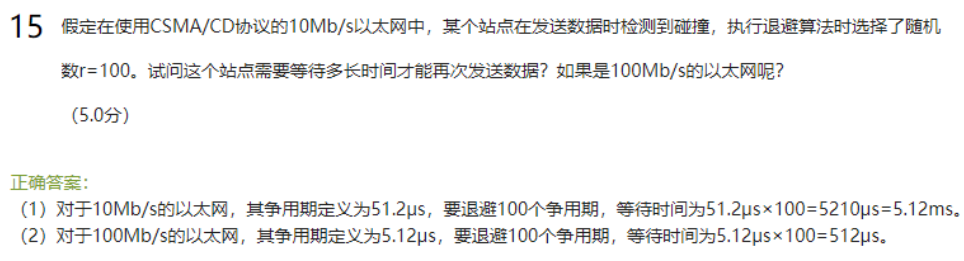 15 假定在使用CSMA/CD协议的10Mb/s以太网中，某个站点在发送数据时检测到碰撞，执行退避算法时选择了随机
数r=100。试问这个站点需要等待多长时间才能再次发送数据？如果是100Mb/s的以太网呢？
（5.0分）
正确答案：
（1）对于10Mb/s的以太网，其争用期定义为51.2μs，要退避100个争用期，等待时间为51.2μs×100=5210μs=5.12ms。
（2）对于100Mb/s的以太网，其争用期定义为5.12μs，要退避100个争用期，等待时间为5.12μs×100=512μs。